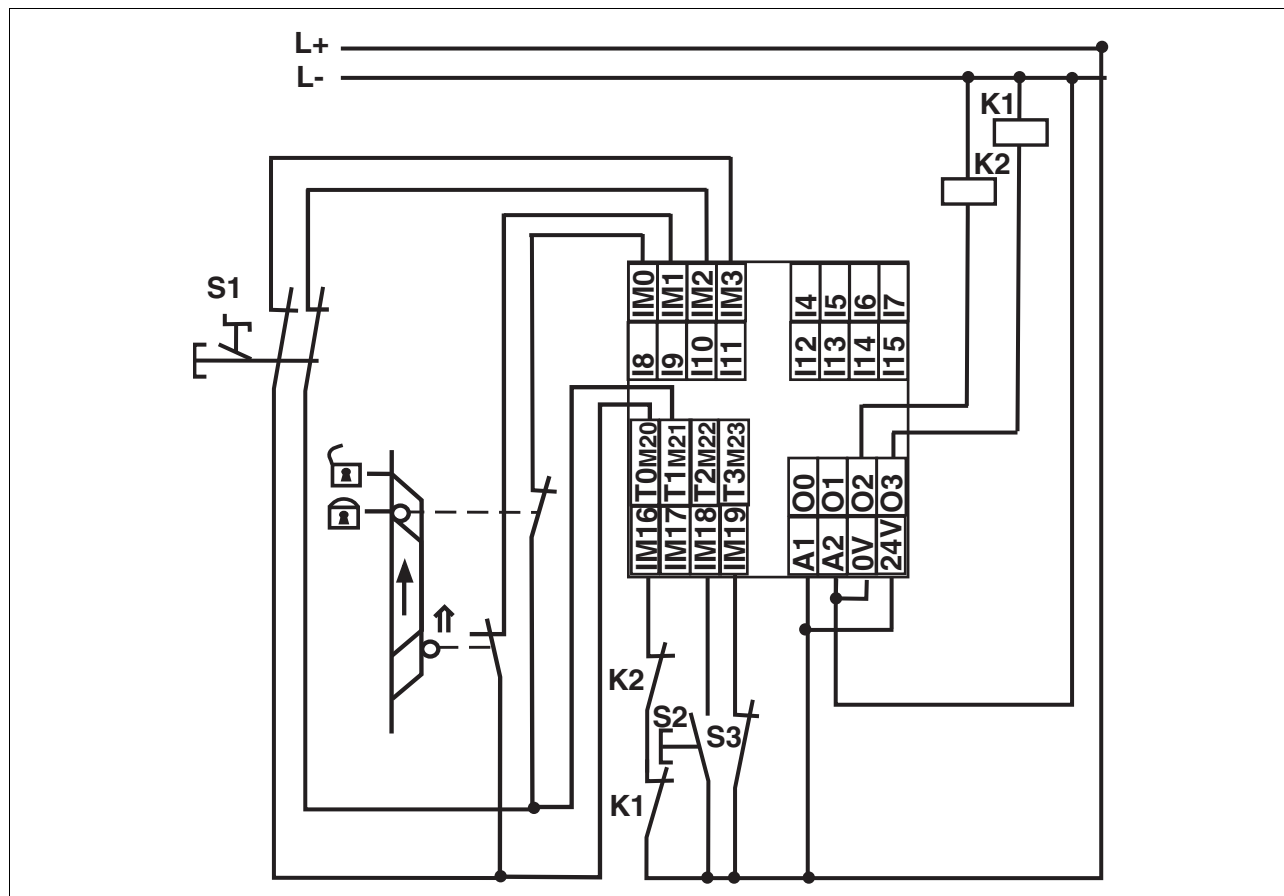 L+
L-
K1
K2
S1
IM0 IM1 IM2 IM3
I4 I5 I6 I7
I8 I9 I10 I11
I12 I13 I14 I15
T0M20 T1M21 T2M22 T3M23
O0 O1 O2 O3
IM16 IM17 IM18 IM19
A1 A2 0V 24V
K2
S2
S3
K1